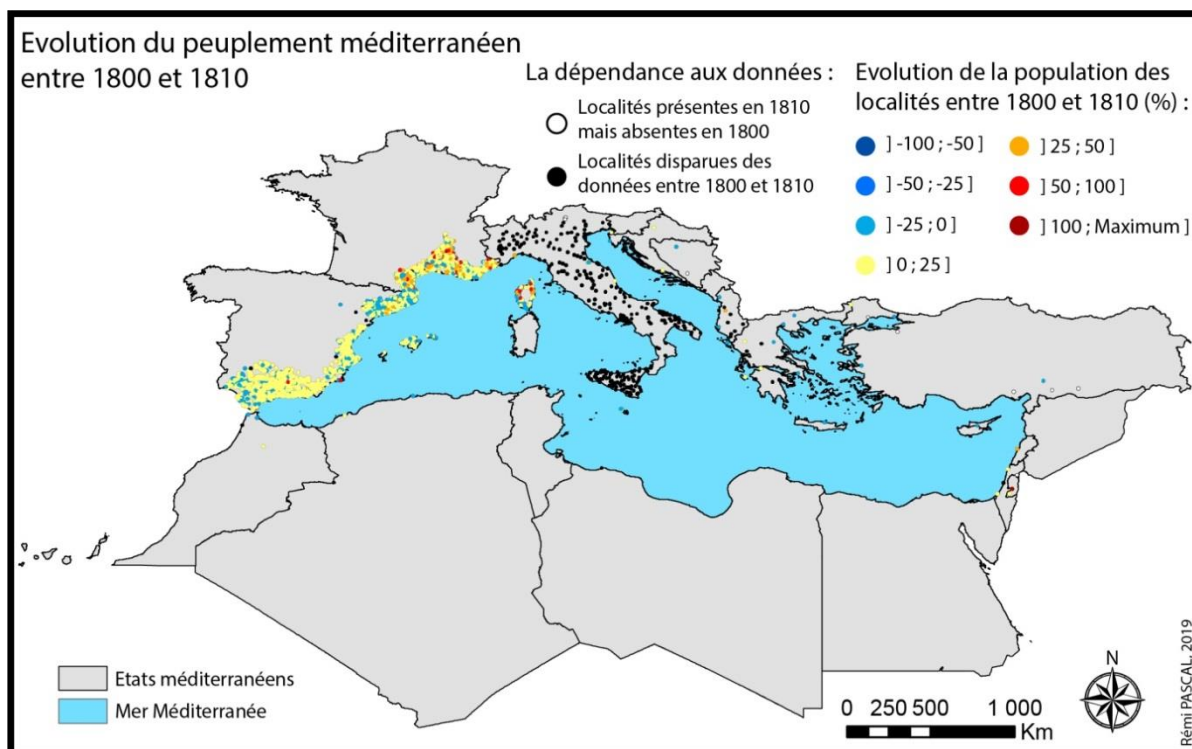 Evolution du peuplement méditerranéen
entre 1800 et 1810
La dépendance aux données :
Localités présentes en 1810
mais absentes en 1800
Localités disparues des
données entre 1800 et 1810
Evolution de la population des
localités entre 1800 et 1810 (%) :
] -100 ; -50 ]
] -50 ; -25 ]
] -25 ; 0 ]
] 0 ; 25 ]
] 25 ; 50 ]
] 50 ; 100 ]
] 100 ; Maximum ]
Etats méditerranéens
Mer Méditerranée
0 250 500 1 000
Km
N
Rémi PASCAL, 2019